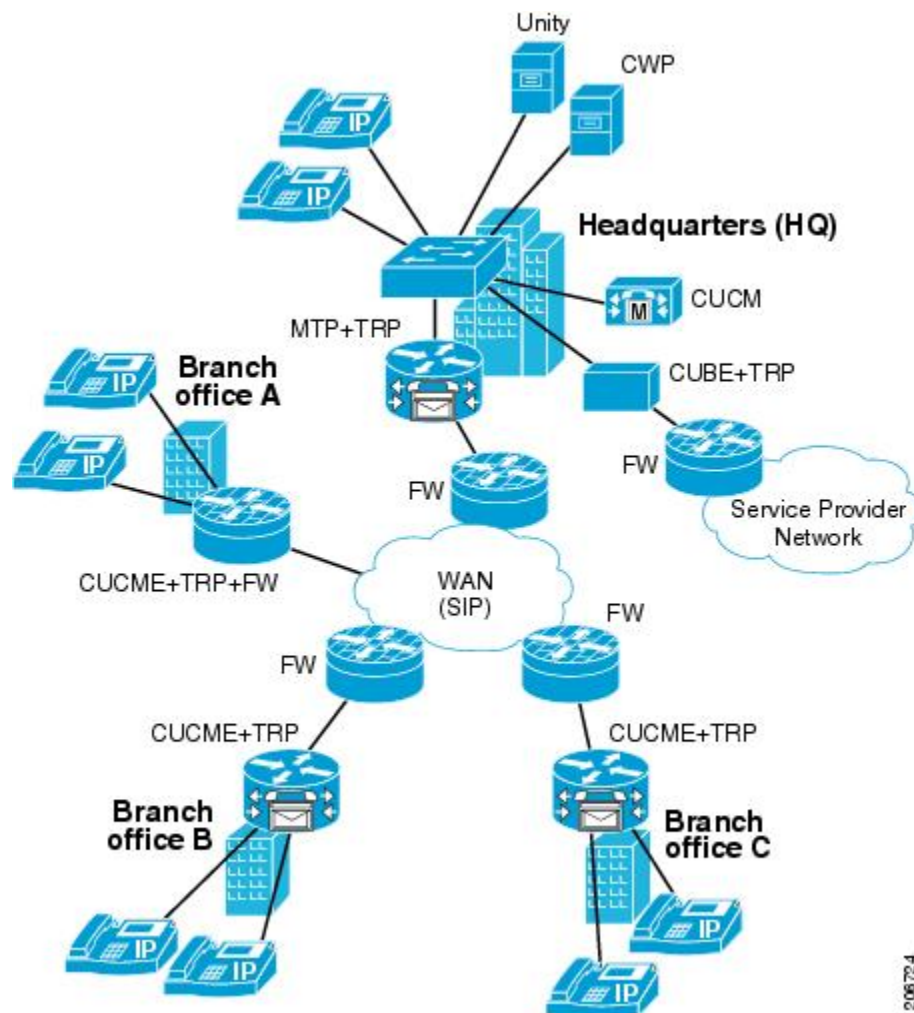 Unity
CWP
IP
IP
Headquarters (HQ)
M
CUCM
MTP+TRP
CUBE+TRP
Branch
office A
IP
IP
FW
FW
Service Provider
Network
CUCME+TRP+FW
WAN
(SIP)
FW
FW
CUCME+TRP
CUCME+TRP
Branch
office B
Branch
office C
IP
IP
IP
IP
206724